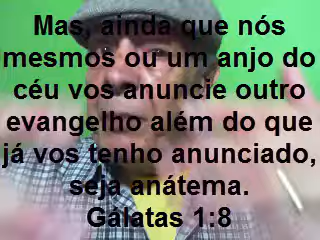 Mas, ainda que nós
mesmos ou um anjo do
céu vos anuncie outro
evangelho além do que
já vos tenho anunciado,
seja anátema.
Gálatas 1:8